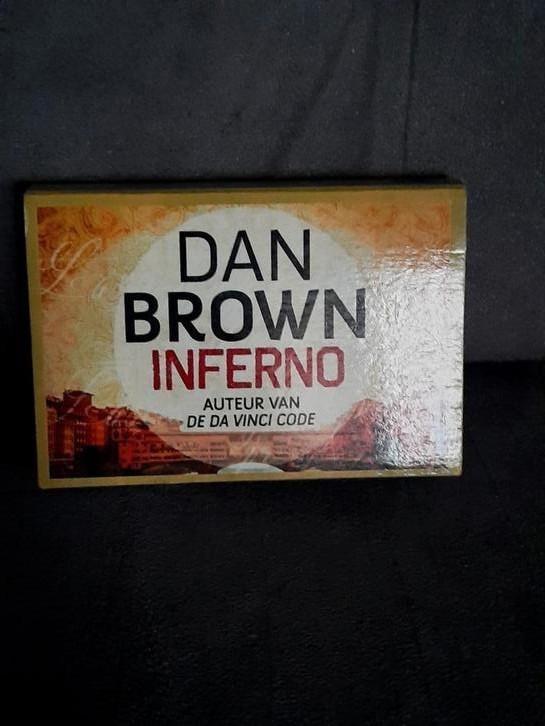 DAN
BROWN
INFERNO
AUTEUR VAN
DE DA VINCI CODE